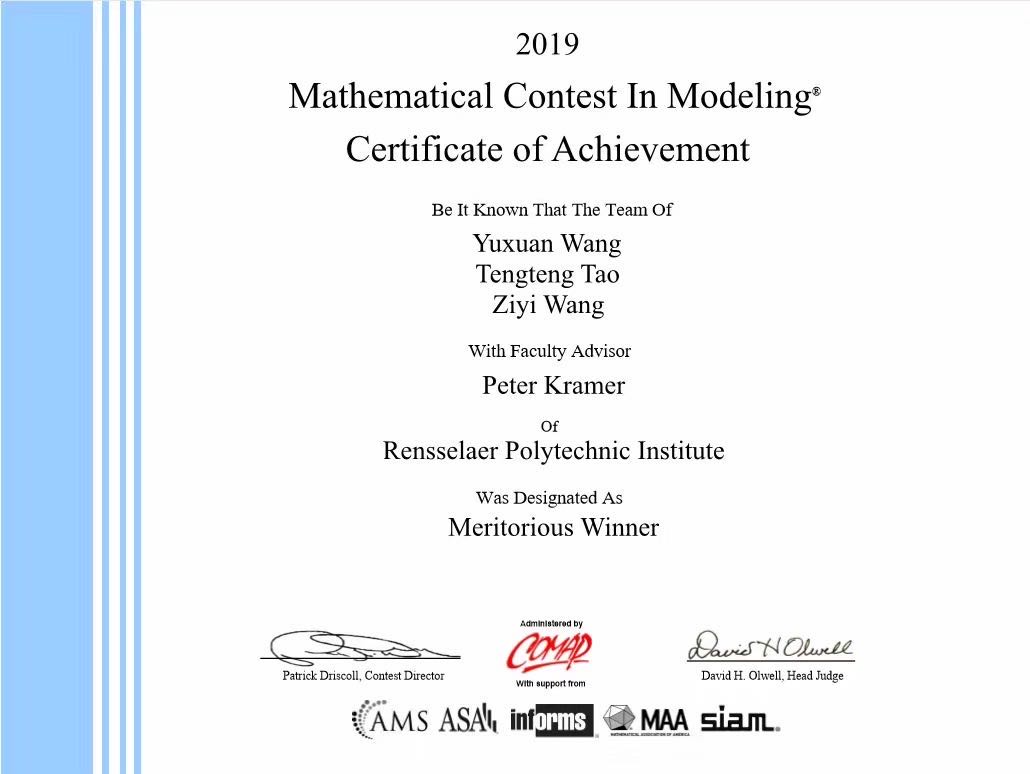 2019
Mathematical Contest In Modeling®
Certificate of Achievement
Be It Known That The Team Of
Yuxuan Wang
Tengteng Tao
Ziyi Wang
With Faculty Advisor
Peter Kramer
Of
Rensselaer Polytechnic Institute
Was Designated As
Meritorious Winner
Administered by
COMAP
David H Olwell
Patrick Driscoll, Contest Director
With support from
David H. Olwell, Head Judge
AMS ASA informs MAA siam.
MATHEMATICAL ASSOCIATION OF AMERICA